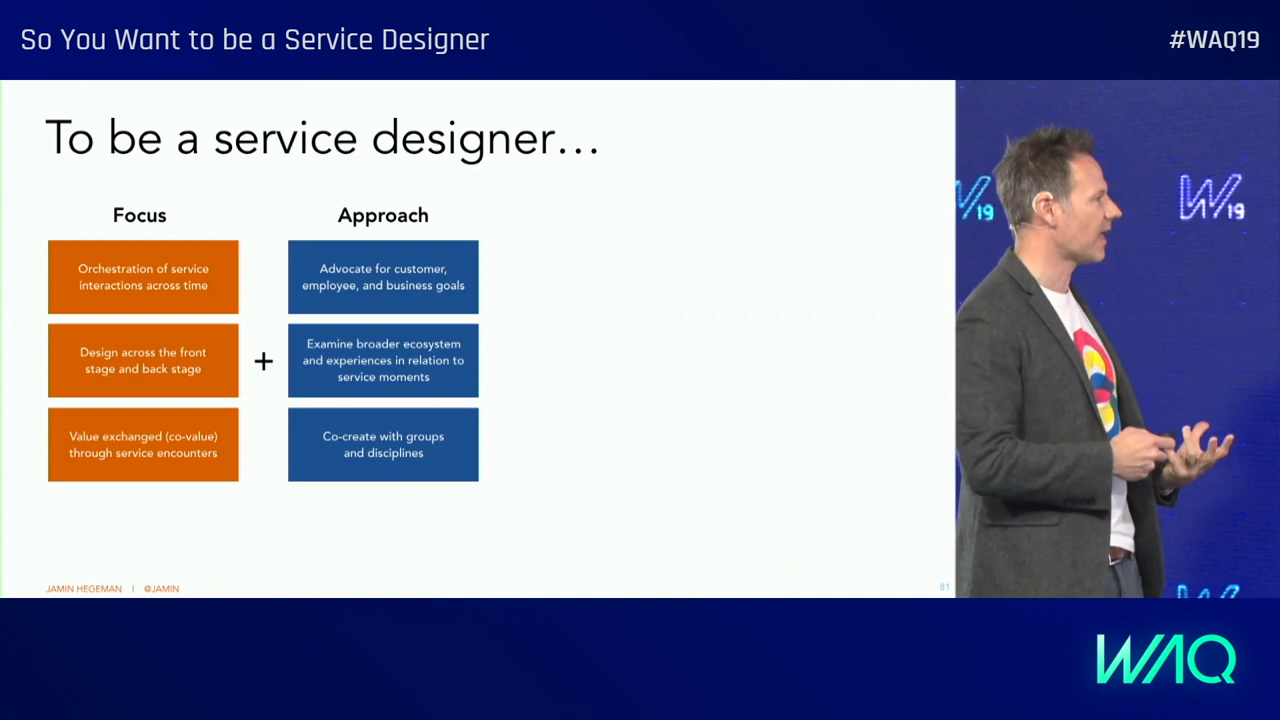 So You Want to be a Service Designer
#WAQ19
To be a service designer...
Focus
Approach
Orchestration of service
interactions across time
Advocate for customer,
employee, and business goals
Design across the front
stage and back stage
+
Examine broader ecosystem
and experiences in relation to
service moments
Value exchanged (co-value)
through service encounters
Co-create with groups
and disciplines
JAMIN HEGEMAN | @JAMIN
81
W19
W19
WAQ